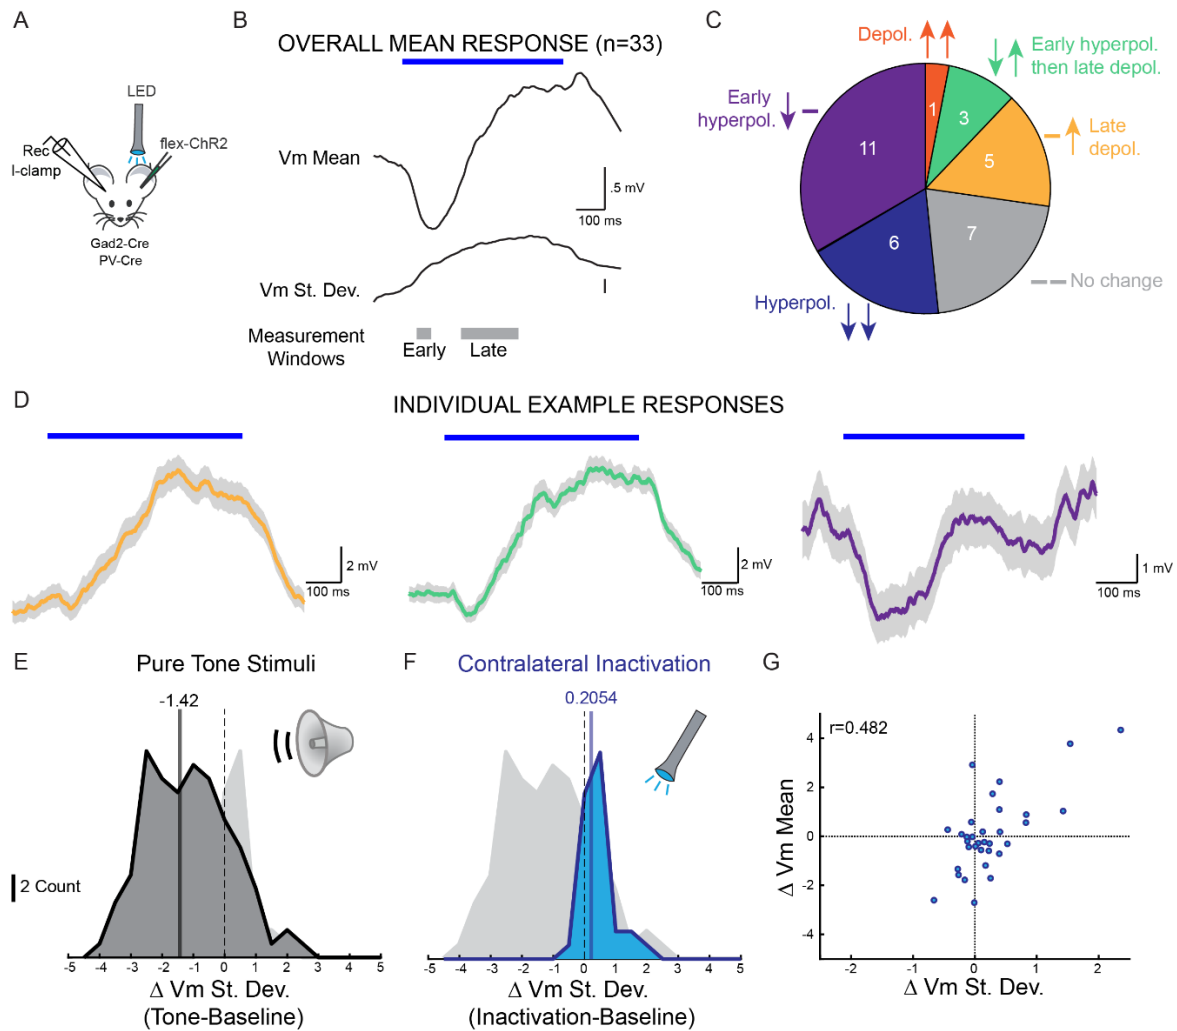 A
LED
flex-ChR2
Rec
I-clamp
Gad2-Cre
PV-Cre
B
OVERALL MEAN RESPONSE (n=33)
Vm Mean
.5 mV
100 ms
Vm St. Dev.
Measurement
Windows
Early
Late
C
Depol.
Early hyperpol.
then late depol.
Early
hyperpol.
Late
depol.
No change
Hyperpol.
1
3
5
7
6
11
D
INDIVIDUAL EXAMPLE RESPONSES
2 mV
100 ms
2 mV
100 ms
1 mV
100 ms
E
Pure Tone Stimuli
-1.42
2 Count
-5 -4 -3 -2 -1 0 1 2 3 4 5
Δ Vm St. Dev.
(Tone-Baseline)
F
Contralateral Inactivation
0.2054
-5 -4 -3 -2 -1 0 1 2 3 4 5
Δ Vm St. Dev.
(Inactivation-Baseline)
G
r=0.482
Δ Vm Mean
4
2
0
-2
-4
-2 -1 0 1 2
Δ Vm St. Dev.